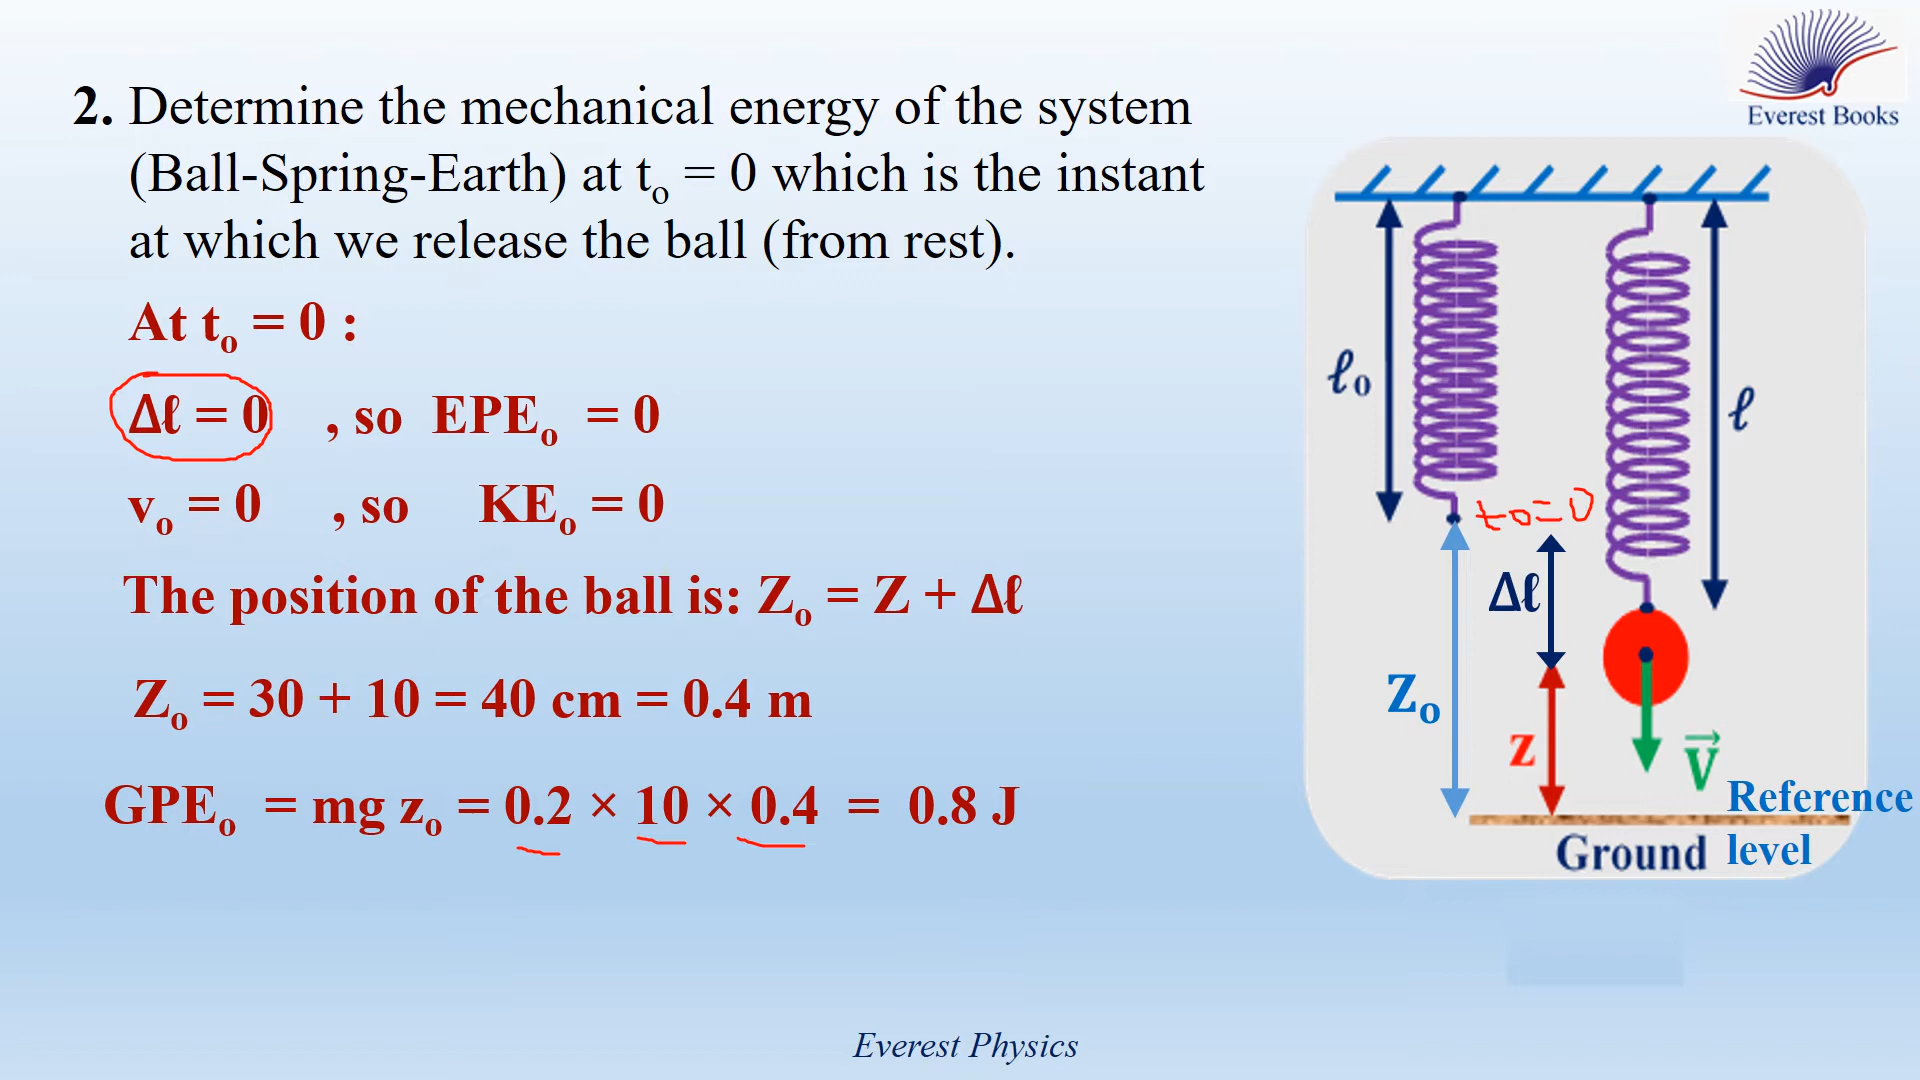 Everest Books
2. Determine the mechanical energy of the system
(Ball-Spring-Earth) at tₒ = 0 which is the instant
at which we release the ball (from rest).
At tₒ = 0 :
Δℓ = 0 , so EPEₒ = 0
vₒ = 0 , so KEₒ = 0
The position of the ball is: Zₒ = Z + Δℓ
Zₒ = 30 + 10 = 40 cm = 0.4 m
GPEₒ = mg zₒ = 0.2 × 10 × 0.4 = 0.8 J
ℓ₀
ℓ
to=0
Δℓ
Zₒ
z
V⃗
Reference
level
Ground
Everest Physics